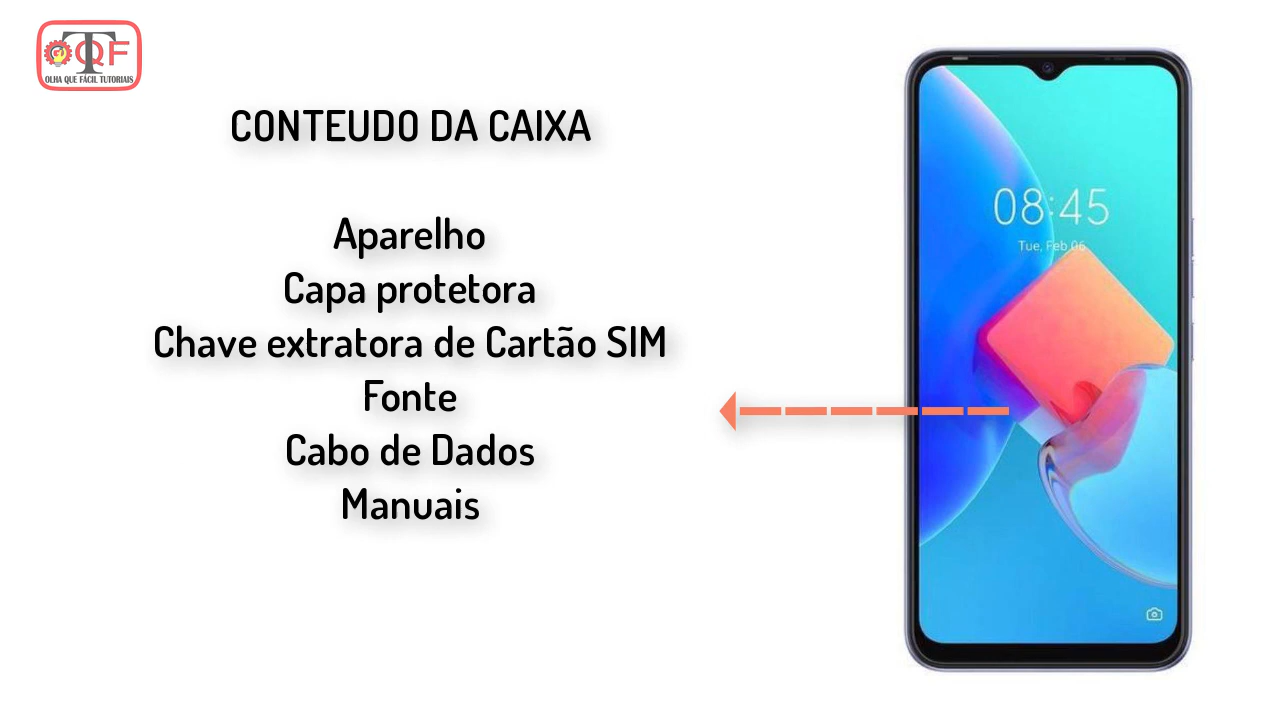 TQF
OLHA QUE FÁCIL TUTORIAIS
CONTEUDO DA CAIXA
Aparelho
Capa protetora
Chave extratora de Cartão SIM
Fonte
Cabo de Dados
Manuais
08:45
Tue, Feb 06